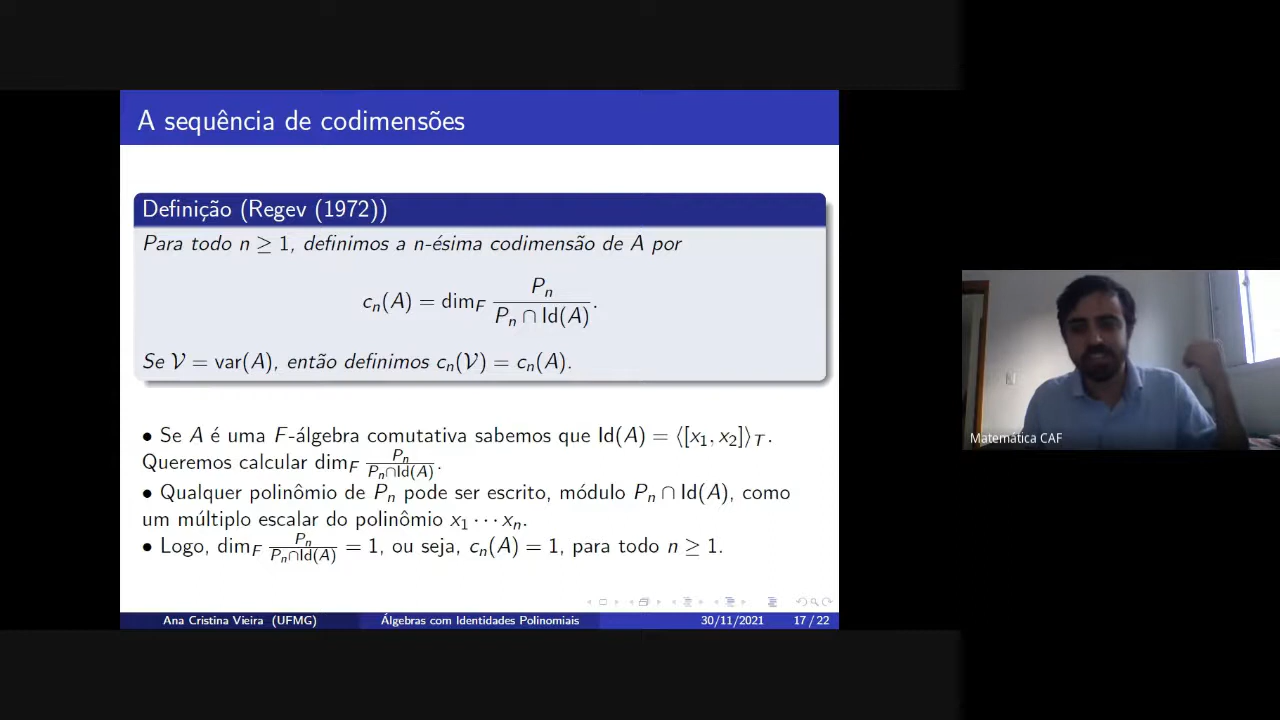 A sequência de codimensões
Definição (Regev (1972))
Para todo n ≥ 1, definimos a n-ésima codimensão de A por
c_n(A) = dim_F P_n / (P_n ∩ Id(A)).
Se 𝒱 = var(A), então definimos c_n(𝒱) = c_n(A).
• Se A é uma F-álgebra comutativa sabemos que Id(A) = ⟨[x_1, x_2]⟩_T.
Queremos calcular dim_F P_n / (P_n∩Id(A)).
• Qualquer polinômio de P_n pode ser escrito, módulo P_n ∩ Id(A), como
um múltiplo escalar do polinômio x_1 ··· x_n.
• Logo, dim_F P_n / (P_n∩Id(A)) = 1, ou seja, c_n(A) = 1, para todo n ≥ 1.
Ana Cristina Vieira (UFMG) Álgebras com Identidades Polinomiais 30/11/2021 17 / 22
Matemática CAF